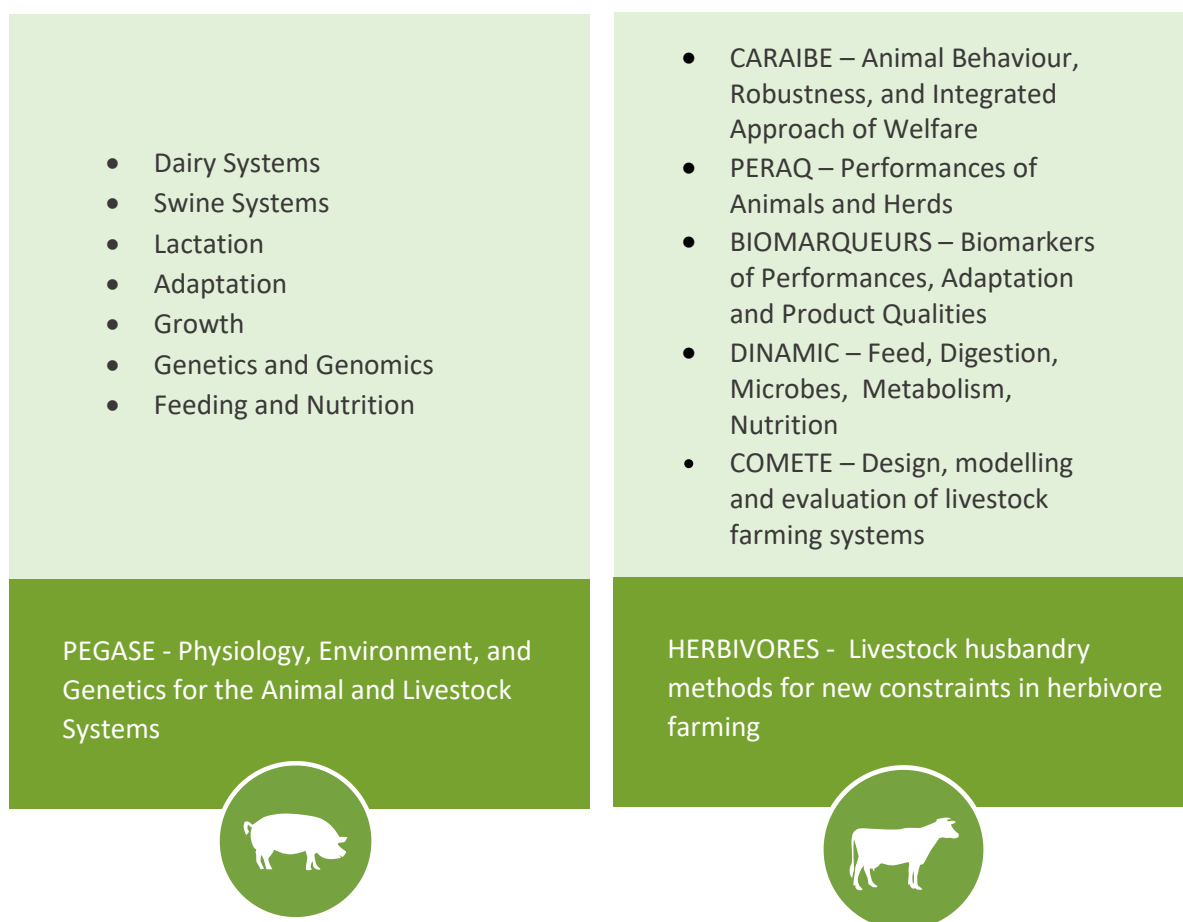 • Dairy Systems
• Swine Systems
• Lactation
• Adaptation
• Growth
• Genetics and Genomics
• Feeding and Nutrition
PEGASE - Physiology, Environment, and
Genetics for the Animal and Livestock
Systems
• CARAIBE – Animal Behaviour,
Robustness, and Integrated
Approach of Welfare
• PERAQ – Performances of
Animals and Herds
• BIOMARQUEURS – Biomarkers
of Performances, Adaptation
and Product Qualities
• DINAMIC – Feed, Digestion,
Microbes,  Metabolism,
Nutrition
• COMETE – Design, modelling
and evaluation of livestock
farming systems
HERBIVORES -  Livestock husbandry
methods for new constraints in herbivore
farming